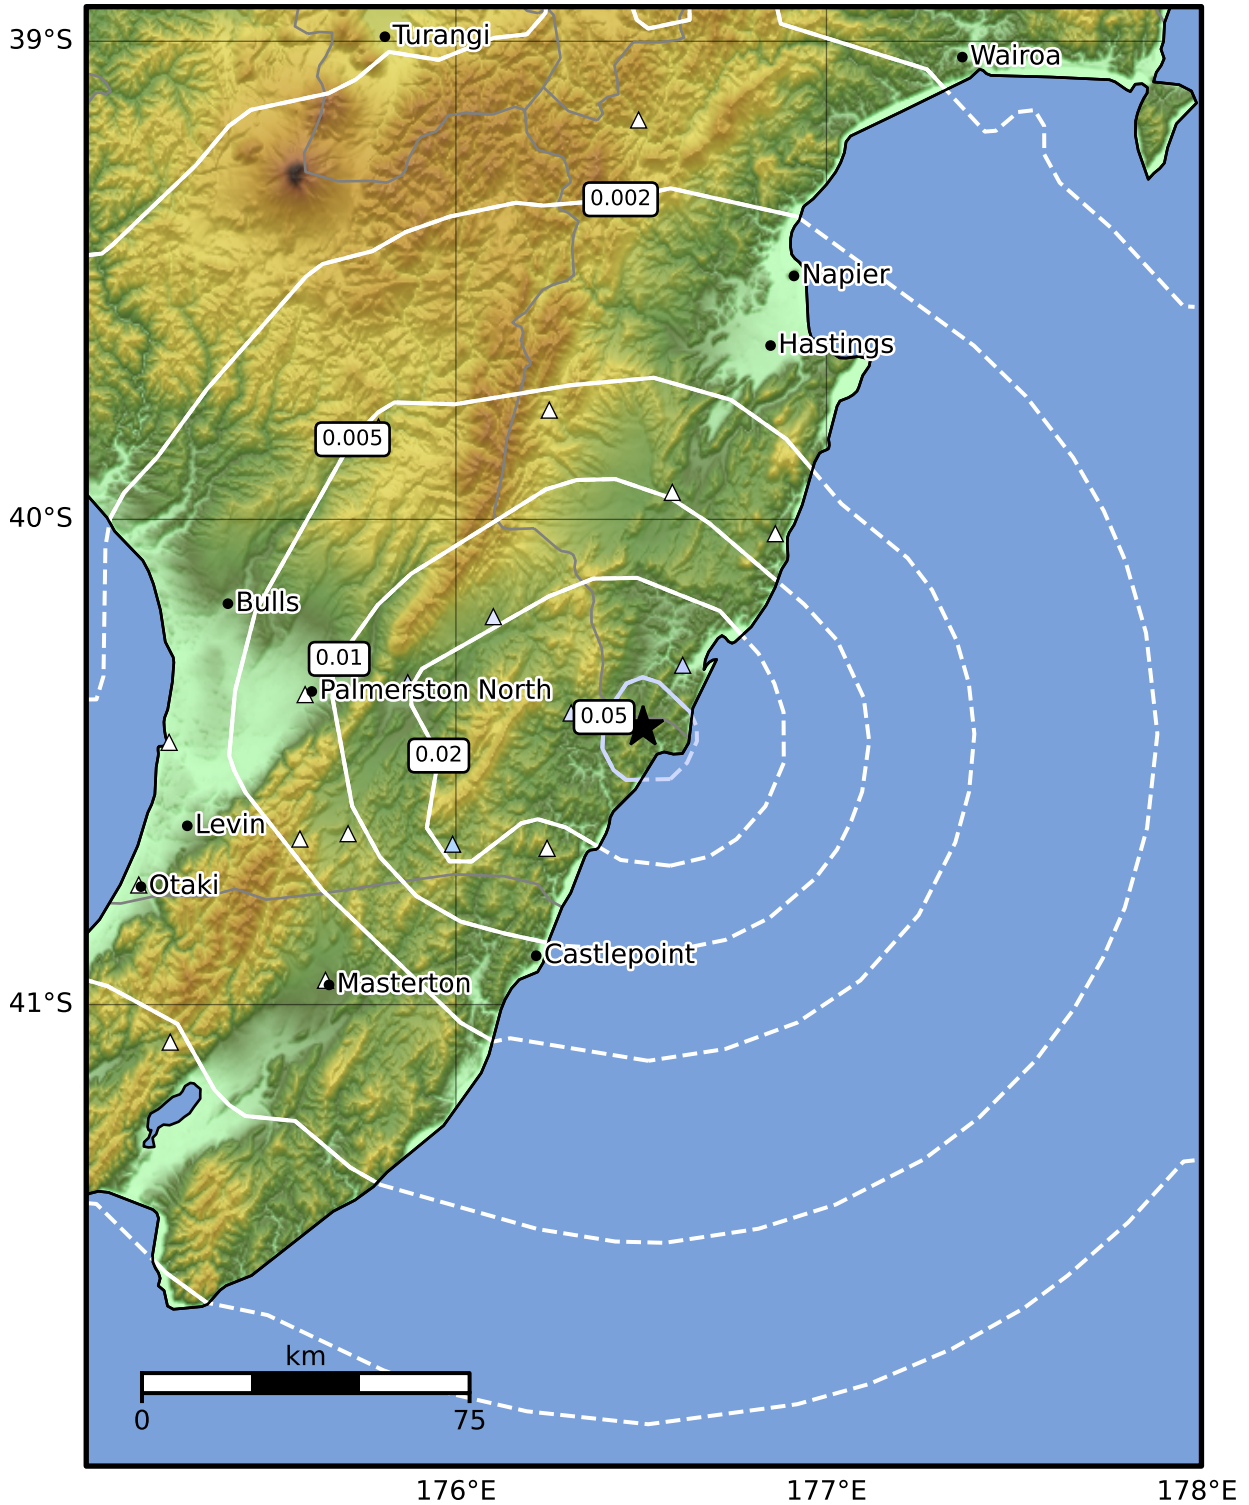 39°S
Turangi
Wairoa
0.002
Napier
Hastings
0.005
40°S
Bulls
0.01
Palmerston North
0.05
0.02
Levin
Otaki
Castlepoint
Masterton
41°S
km
0 75
176°E 177°E 178°E